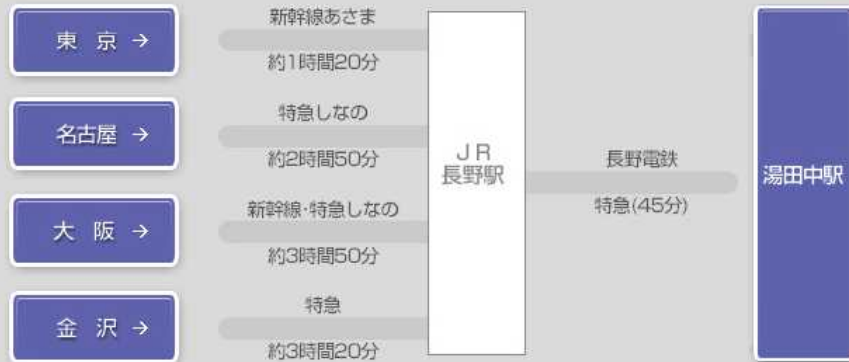 東 京 →
新幹線あさま
約1時間20分
名古屋 →
特急しなの
約2時間50分
大 阪 →
新幹線・特急しなの
約3時間50分
金 沢 →
特急
約3時間20分
JR
長野駅
長野電鉄
特急(45分)
湯田中駅